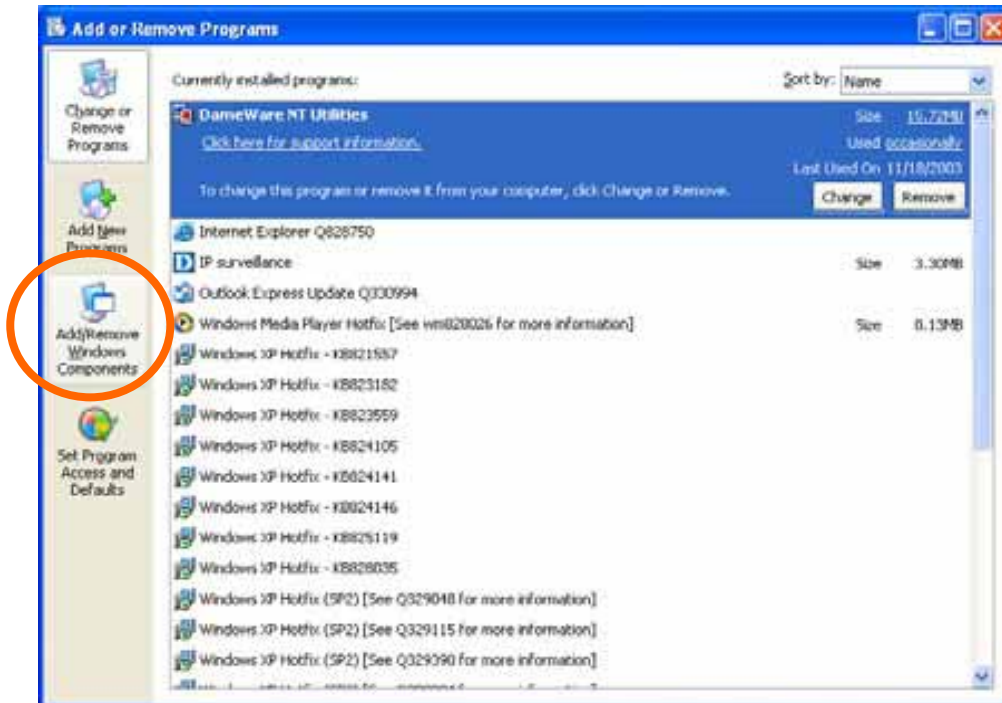 Add or Remove Programs
Change or
Remove
Programs
Add New
Programs
Add/Remove
Windows
Components
Set Program
Access and
Defaults
Currently installed programs:
Sort by: Name
DameWare NT Utilities
Size 15.72MB
Click here for support information.
Used occasionally
Last Used On 11/18/2003
To change this program or remove it from your computer, click Change or Remove.
Change Remove
Internet Explorer Q828750
IP surveillance Size 3.30MB
Outlook Express Update Q330994
Windows Media Player Hotfix [See wm828026 for more information] Size 0.13MB
Windows XP Hotfix - KB821557
Windows XP Hotfix - KB823182
Windows XP Hotfix - KB823559
Windows XP Hotfix - KB824105
Windows XP Hotfix - KB824141
Windows XP Hotfix - KB824146
Windows XP Hotfix - KB825119
Windows XP Hotfix - KB828035
Windows XP Hotfix (SP2) [See Q329048 for more information]
Windows XP Hotfix (SP2) [See Q329115 for more information]
Windows XP Hotfix (SP2) [See Q329390 for more information]